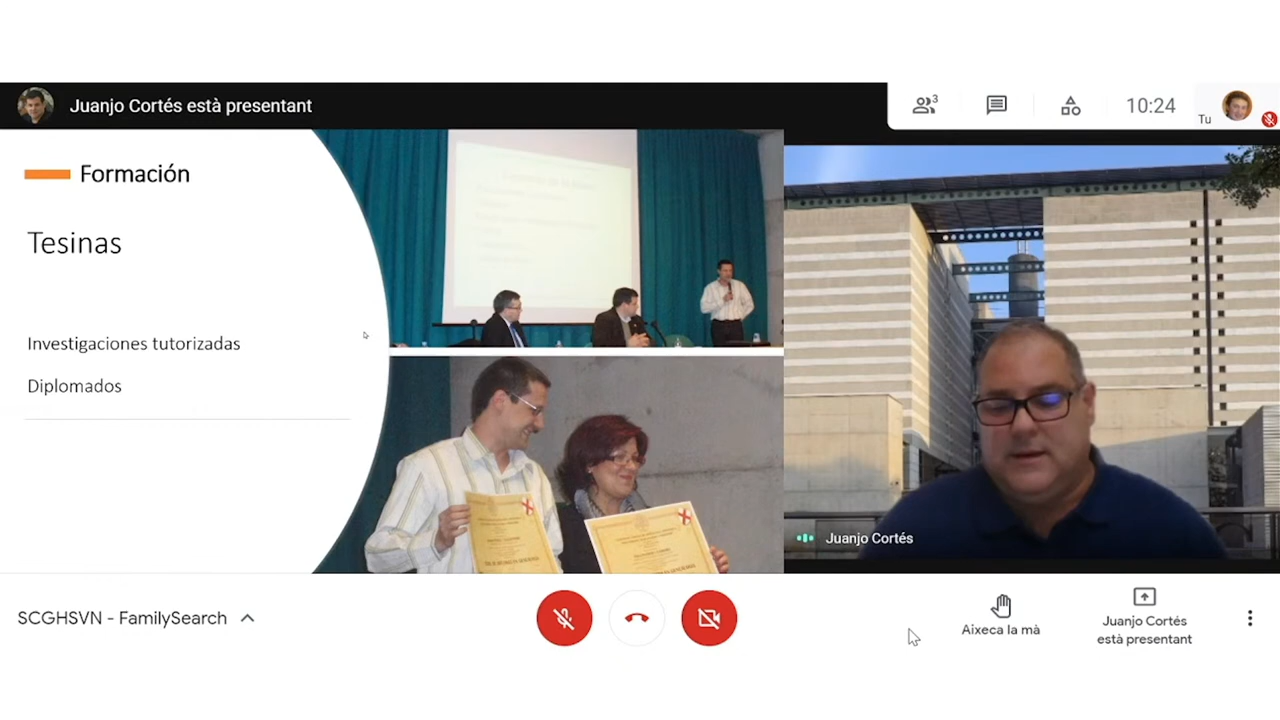 Juanjo Cortés està presentant
3
10:24
Tu
Formación
Tesinas
Investigaciones tutorizadas
Diplomados
Juanjo Cortés
SCGHSVN - FamilySearch
Aixeca la mà
Juanjo Cortés
està presentant